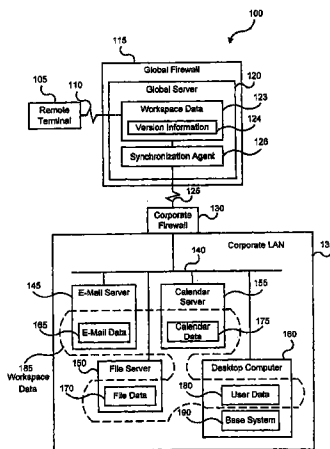 100
115
Global Firewall
120
Global Server
105
110
123
Workspace Data
Remote Terminal
124
Version Information
126
Synchronization Agent
125
130
Corporate Firewall
140
Corporate LAN
13
145
155
E-Mail Server
Calendar Server
165
175
E-Mail Data
Calendar Data
160
185
150
Workspace Data
File Server
Desktop Computer
170
180
File Data
User Data
190
Base System